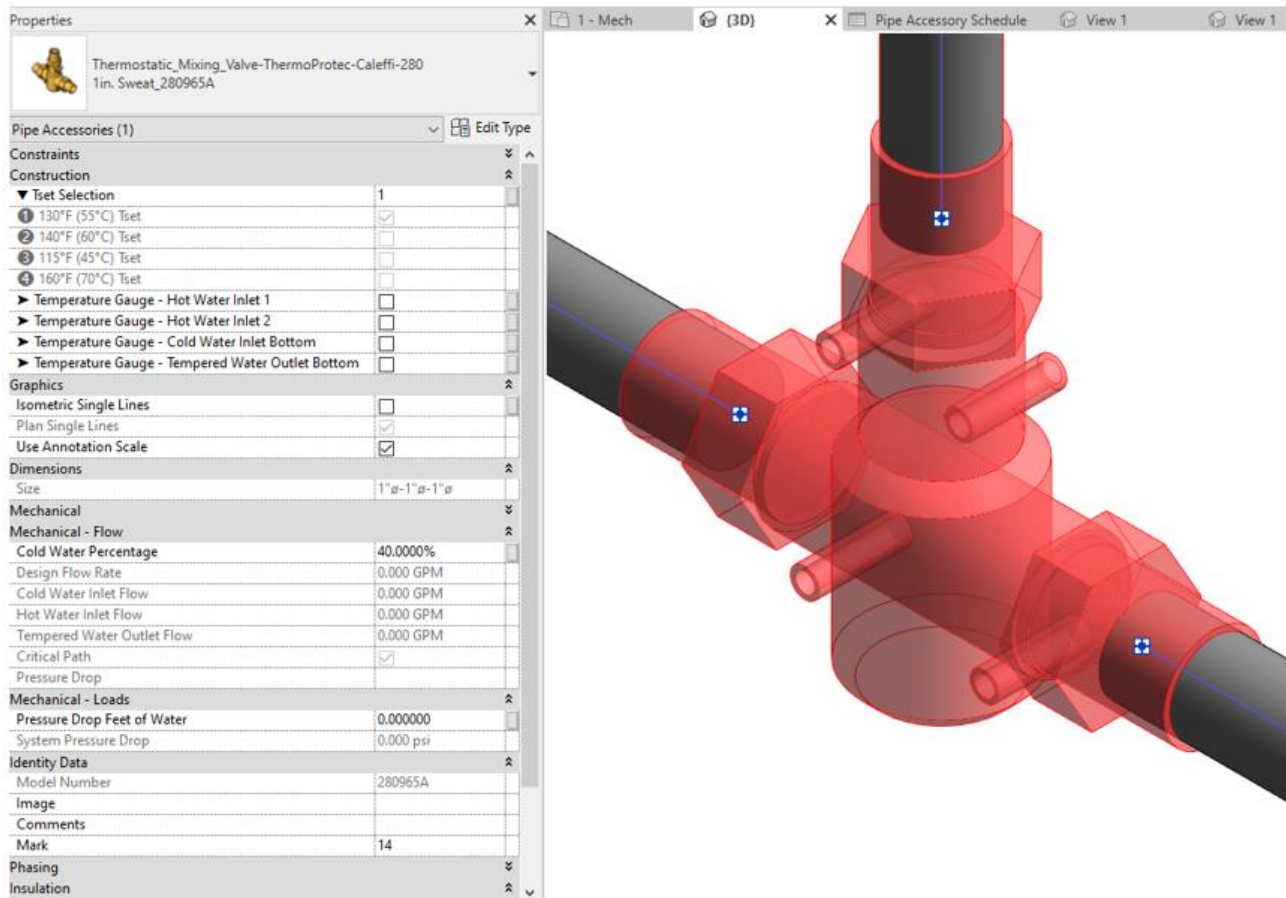 Properties
1 - Mech
{3D}
Pipe Accessory Schedule
View 1
View 1
Thermostatic_Mixing_Valve-ThermoProtec-Caleffi-280
1in. Sweat_280965A
Pipe Accessories (1)
Edit Type
Constraints
Construction
▼ Tset Selection 1
❶ 130°F (55°C) Tset
❷ 140°F (60°C) Tset
❸ 115°F (45°C) Tset
❹ 160°F (70°C) Tset
➤ Temperature Gauge - Hot Water Inlet 1
➤ Temperature Gauge - Hot Water Inlet 2
➤ Temperature Gauge - Cold Water Inlet Bottom
➤ Temperature Gauge - Tempered Water Outlet Bottom
Graphics
Isometric Single Lines
Plan Single Lines
Use Annotation Scale
Dimensions
Size 1"ø-1"ø-1"ø
Mechanical
Mechanical - Flow
Cold Water Percentage 40.0000%
Design Flow Rate 0.000 GPM
Cold Water Inlet Flow 0.000 GPM
Hot Water Inlet Flow 0.000 GPM
Tempered Water Outlet Flow 0.000 GPM
Critical Path
Pressure Drop
Mechanical - Loads
Pressure Drop Feet of Water 0.000000
System Pressure Drop 0.000 psi
Identity Data
Model Number 280965A
Image
Comments
Mark 14
Phasing
Insulation